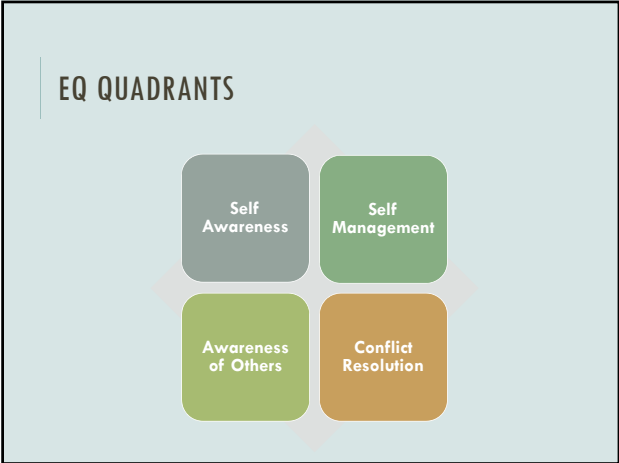 EQ QUADRANTS
Self
Awareness
Self
Management
Awareness
of Others
Conflict
Resolution